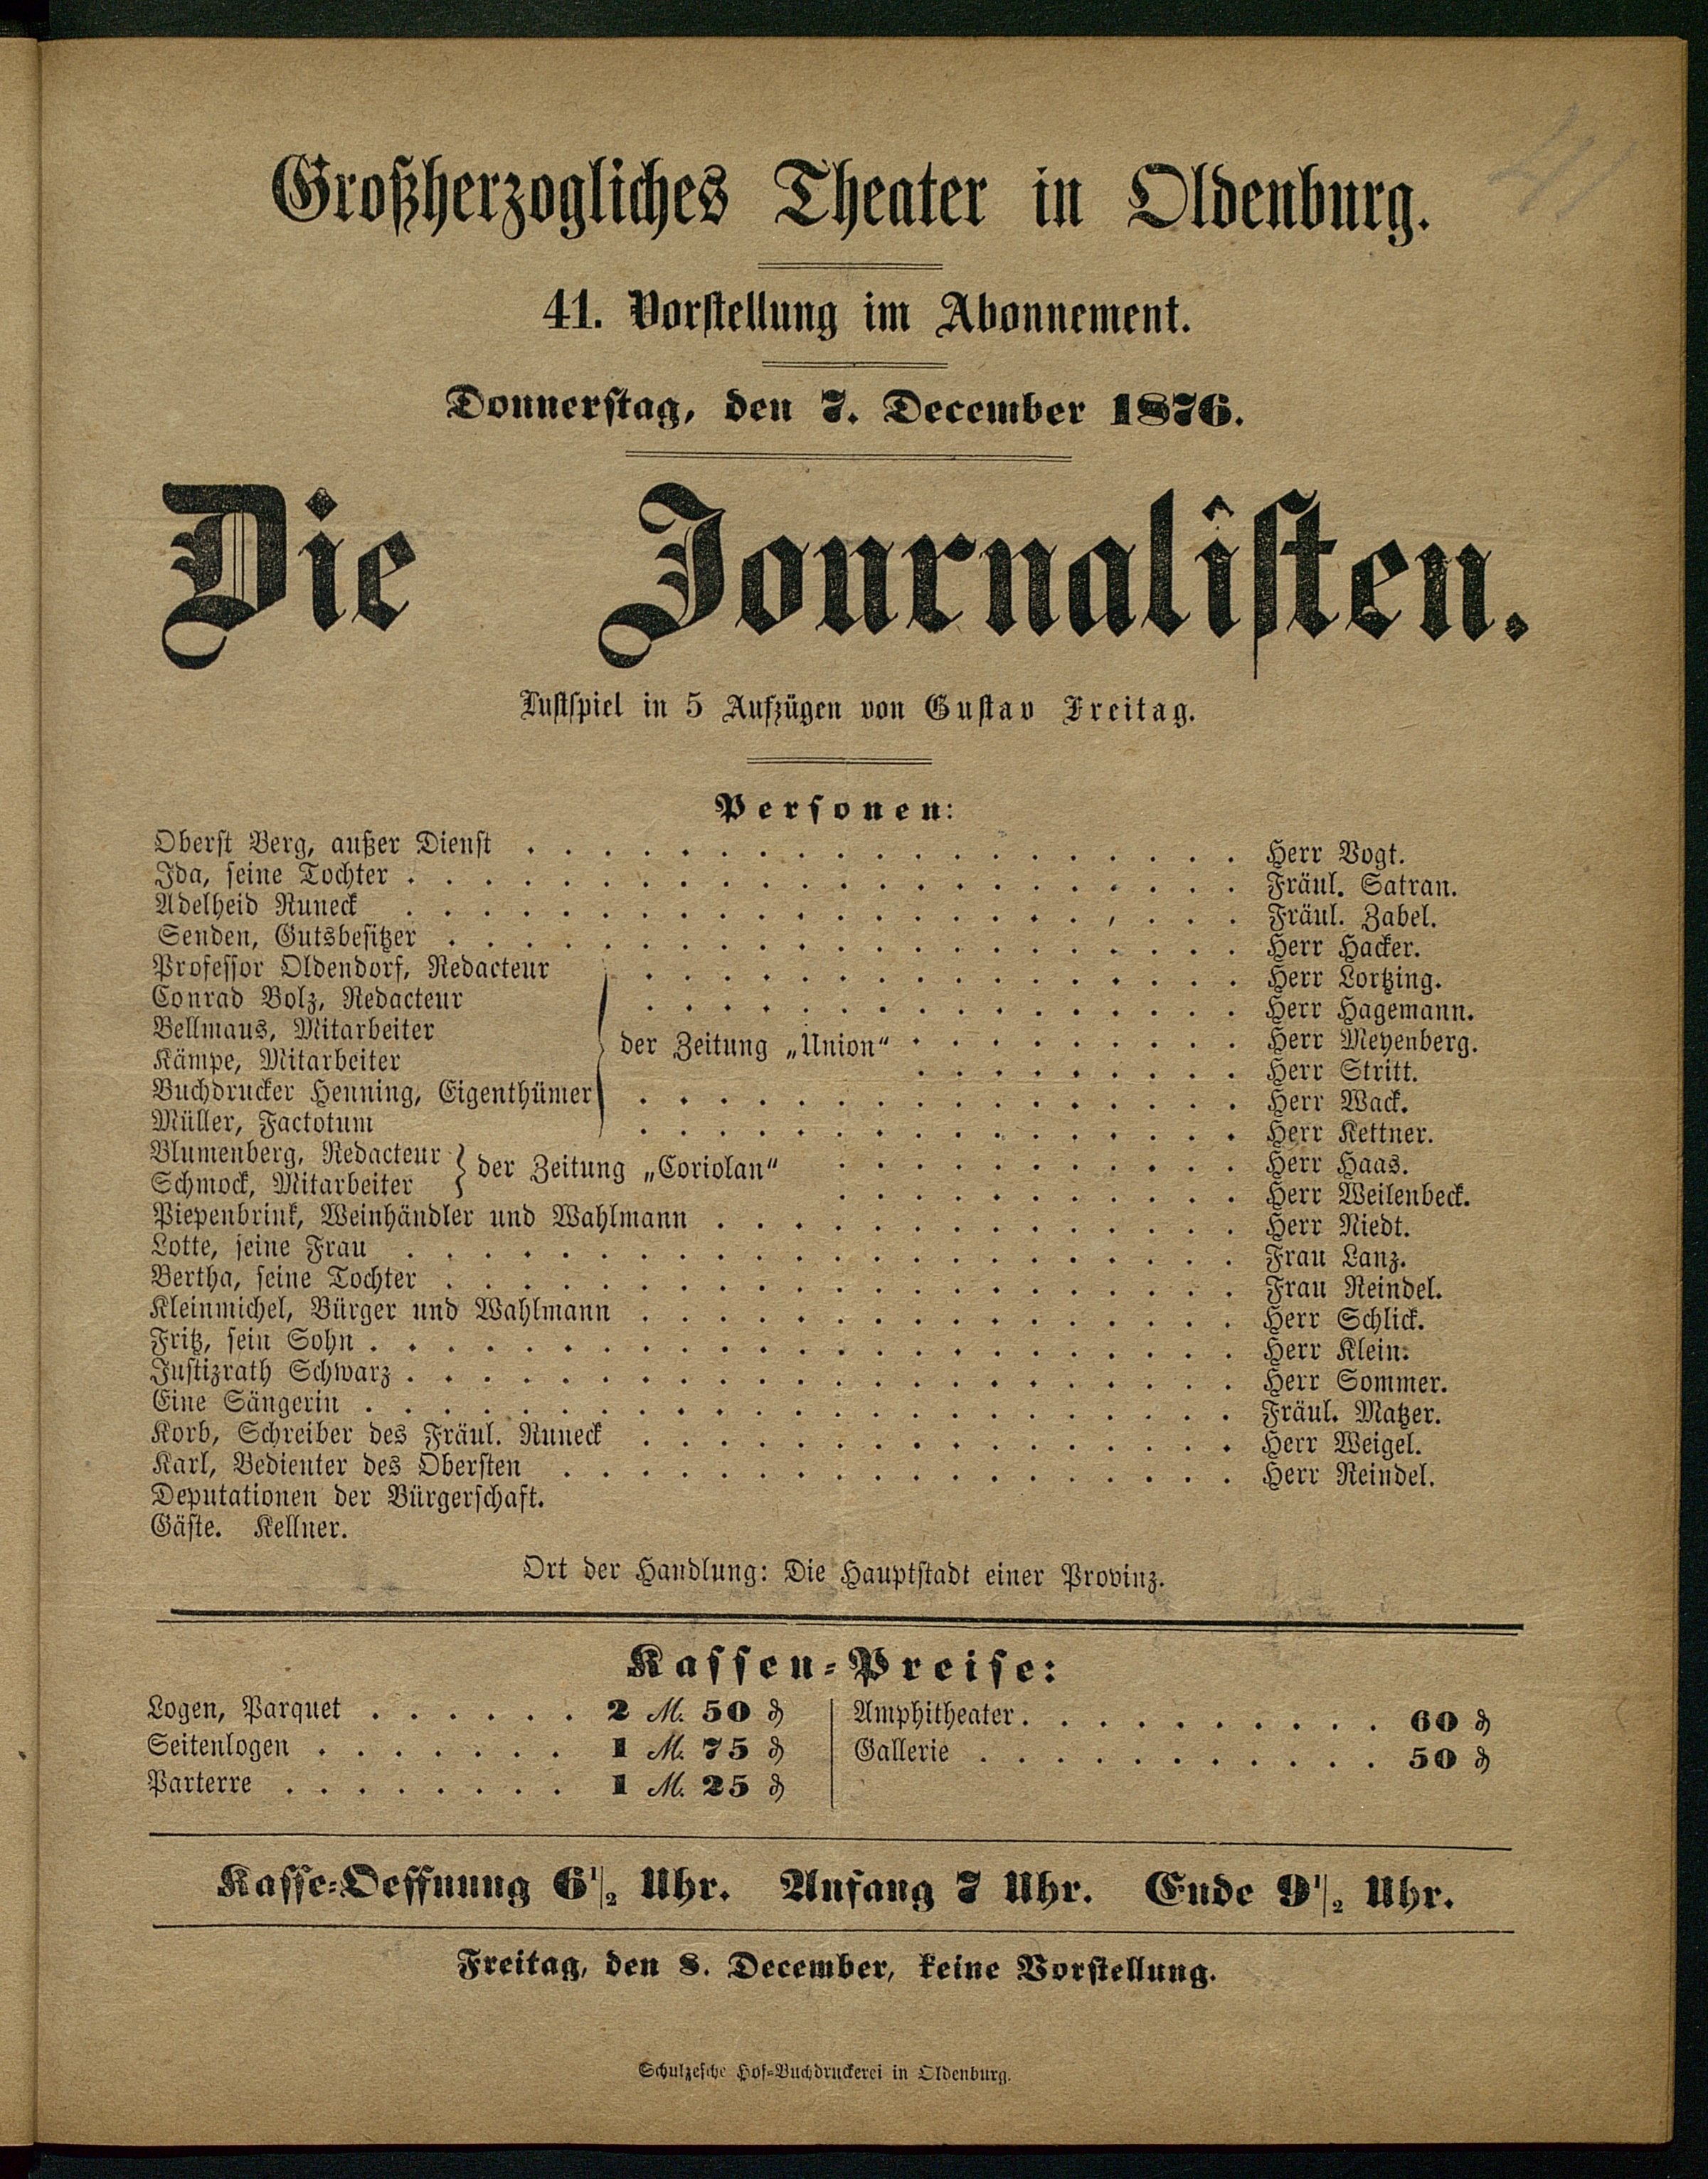 41
Großherzogliches Theater in Oldenburg.
41. Vorstellung im Abonnement.
Donnerstag, den 7. December 1876.
Die Journalisten.
Lustspiel in 5 Aufzügen von Gustav Freitag.
Personen:
Oberst Berg, außer Dienst . . . . . Herr Vogt.
Ida, seine Tochter . . . . . Fräul. Satran.
Adelheid Runeck . . . . . Fräul. Zabel.
Senden, Gutsbesitzer . . . . . Herr Hacker.
Professor Oldendorf, Redacteur . . . . . Herr Lortzing.
Conrad Bolz, Redacteur . . . . . Herr Hagemann.
Bellmaus, Mitarbeiter der Zeitung „Union“ . . . . . Herr Meyenberg.
Kämpe, Mitarbeiter . . . . . Herr Stritt.
Buchdrucker Henning, Eigenthümer . . . . . Herr Wack.
Müller, Factotum . . . . . Herr Kettner.
Blumenberg, Redacteur der Zeitung „Coriolan“ . . . . . Herr Haas.
Schmock, Mitarbeiter . . . . . Herr Weilenbeck.
Piepenbrink, Weinhändler und Wahlmann . . . . . Herr Niedt.
Lotte, seine Frau . . . . . Frau Lanz.
Bertha, seine Tochter . . . . . Frau Reindel.
Kleinmichel, Bürger und Wahlmann . . . . . Herr Schlick.
Fritz, sein Sohn . . . . . Herr Klein.
Justizrath Schwarz . . . . . Herr Sommer.
Eine Sängerin . . . . . Fräul. Matzer.
Korb, Schreiber des Fräul. Runeck . . . . . Herr Weigel.
Karl, Bedienter des Obersten . . . . . Herr Reindel.
Deputationen der Bürgerschaft.
Gäste. Kellner.
Ort der Handlung: Die Hauptstadt einer Provinz.
Kassen-Preise:
Logen, Parquet . . . . . . 2 M. 50 ₰
Seitenlogen . . . . . . . 1 M. 75 ₰
Parterre . . . . . . . . 1 M. 25 ₰
Amphitheater . . . . . . . . . . 60 ₰
Gallerie . . . . . . . . . . . 50 ₰
Kasse-Oeffnung 6½ Uhr. Anfang 7 Uhr. Ende 9½ Uhr.
Freitag, den 8. December, keine Vorstellung.
Schulzesche Hof-Buchdruckerei in Oldenburg.